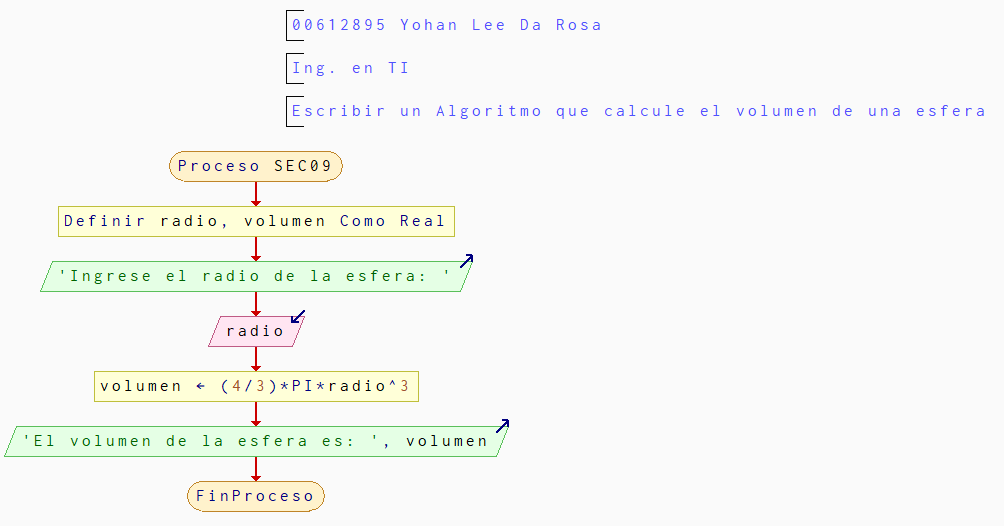 00612895 Yohan Lee Da Rosa
Ing. en TI
Escribir un Algoritmo que calcule el volumen de una esfera
Proceso SEC09
Definir radio, volumen Como Real
'Ingrese el radio de la esfera: '
radio
volumen ← (4/3)*PI*radio^3
'El volumen de la esfera es: ', volumen
FinProceso